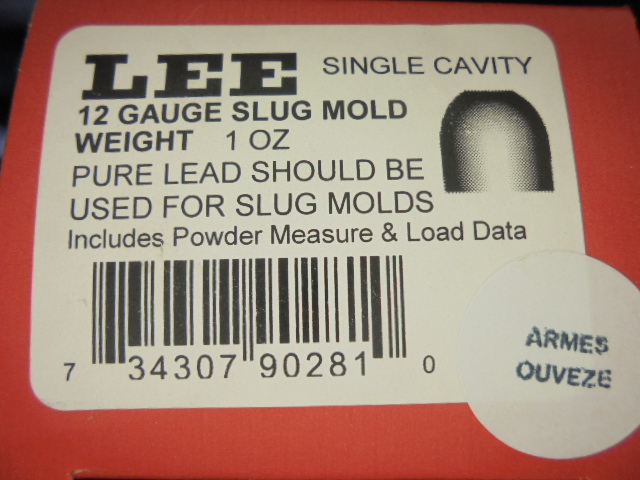 LEE SINGLE CAVITY
12 GAUGE SLUG MOLD
WEIGHT 1 OZ
PURE LEAD SHOULD BE
USED FOR SLUG MOLDS
Includes Powder Measure & Load Data
7 34307 90281 0
ARMES
OUVEZE